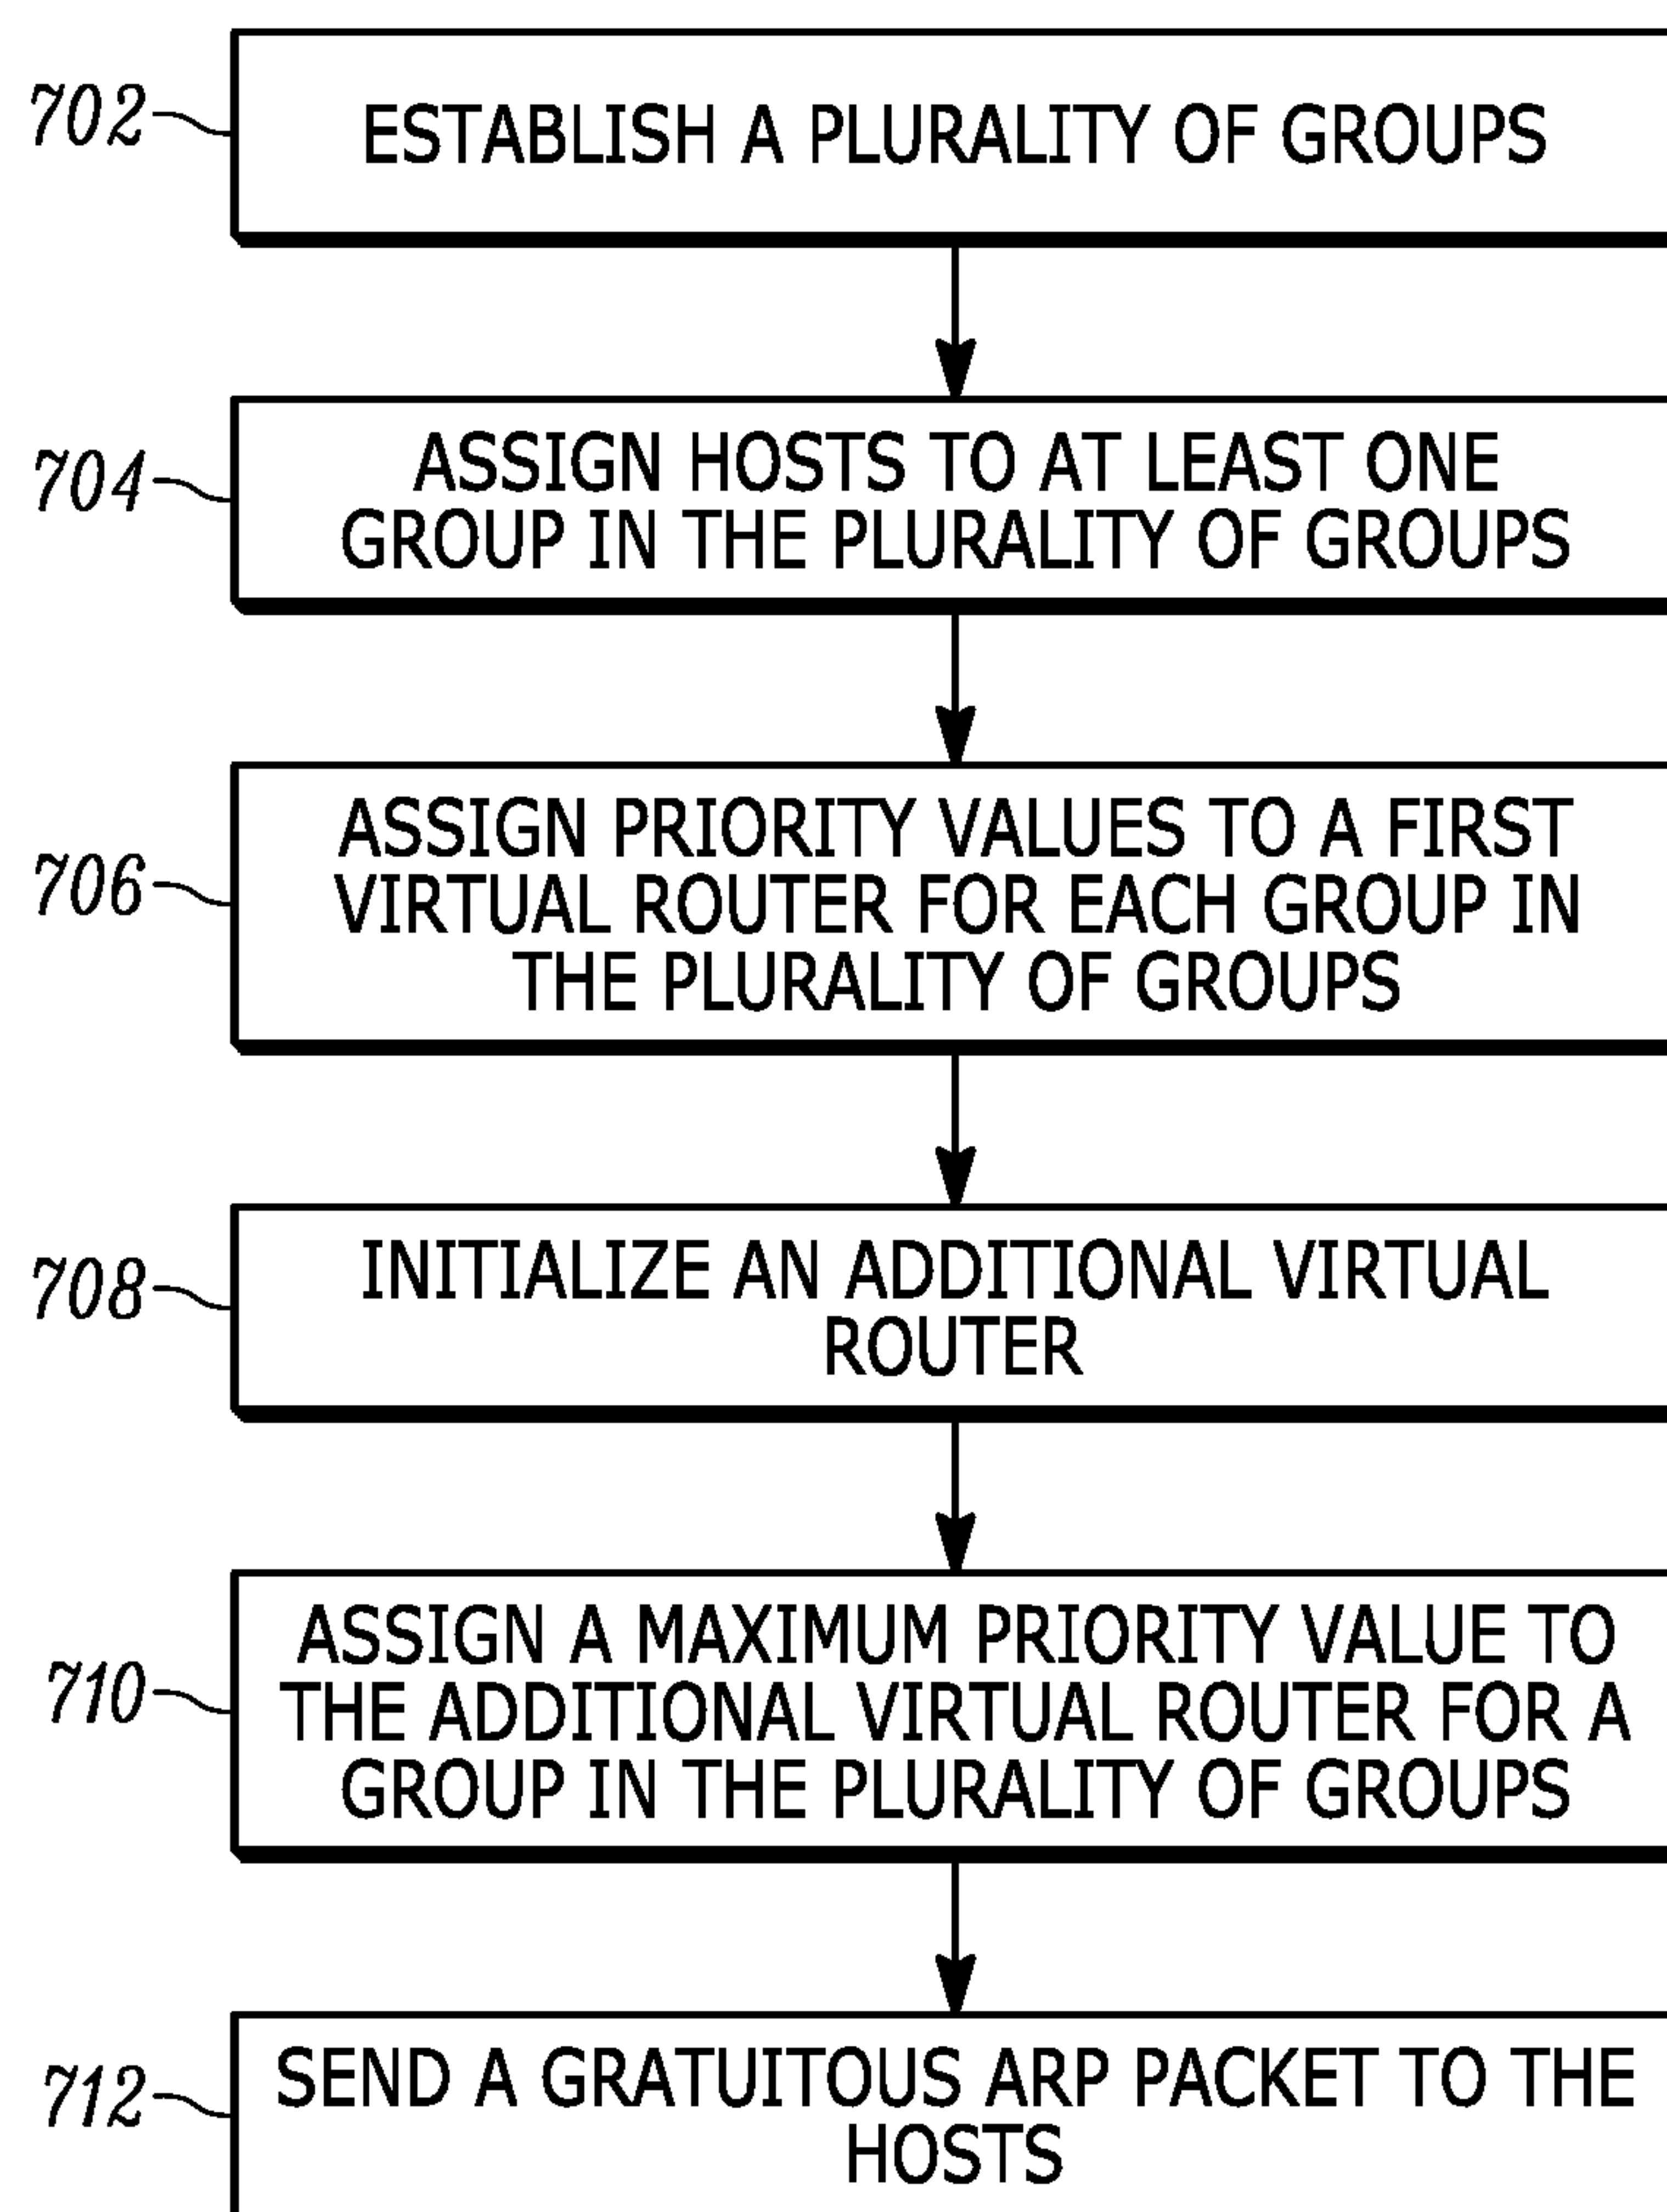 702
ESTABLISH A PLURALITY OF GROUPS
704
ASSIGN HOSTS TO AT LEAST ONE
GROUP IN THE PLURALITY OF GROUPS
706
ASSIGN PRIORITY VALUES TO A FIRST
VIRTUAL ROUTER FOR EACH GROUP IN
THE PLURALITY OF GROUPS
708
INITIALIZE AN ADDITIONAL VIRTUAL
ROUTER
710
ASSIGN A MAXIMUM PRIORITY VALUE TO
THE ADDITIONAL VIRTUAL ROUTER FOR A
GROUP IN THE PLURALITY OF GROUPS
712
SEND A GRATUITOUS ARP PACKET TO THE
HOSTS